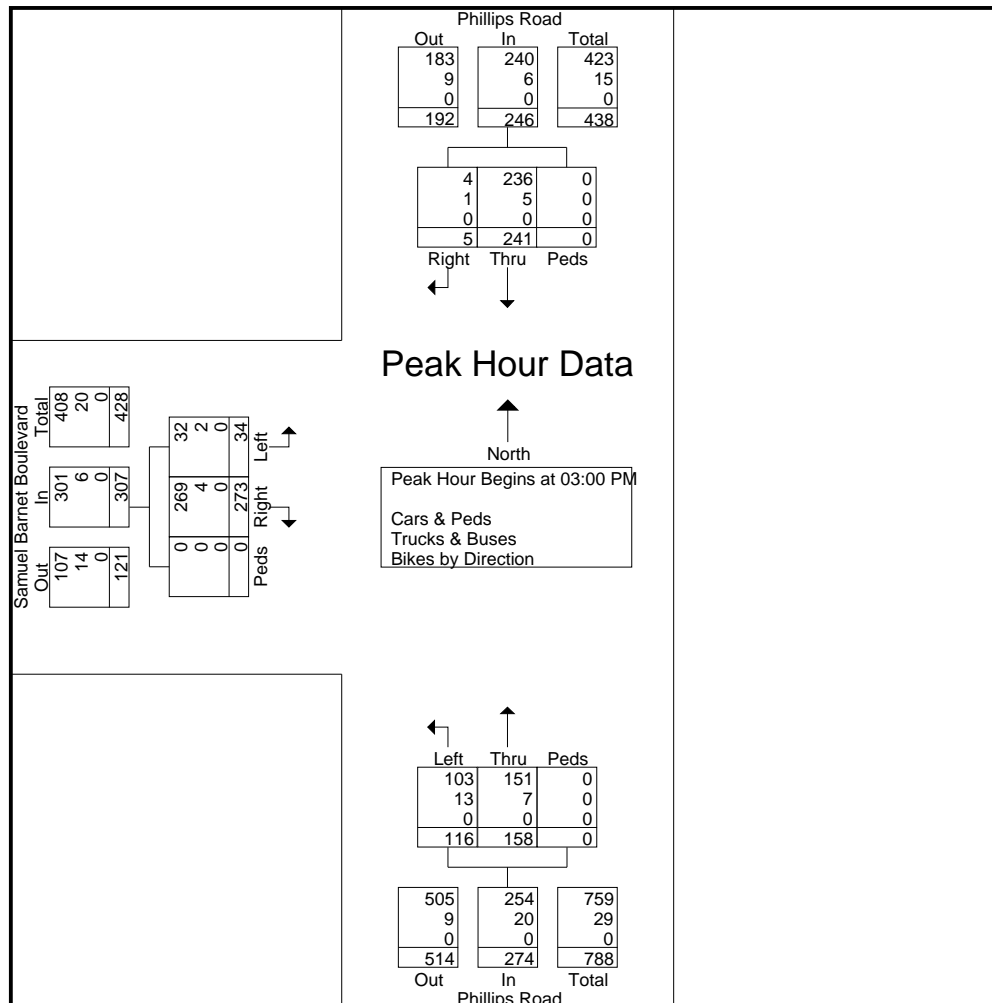 Phillips Road
Out In Total
183 240 423
9 6 15
0 0 0
192 246 438
4 236 0
1 5 0
0 0 0
5 241 0
Right Thru Peds
Peak Hour Data
North
Peak Hour Begins at 03:00 PM
Cars & Peds
Trucks & Buses
Bikes by Direction
Samuel Barnet Boulevard
Out In Total
107 301 408
14 6 20
0 0 0
121 307 428
0 269 32
0 4 2
0 0 0
0 273 34
Peds Right Left
Left Thru Peds
103 151 0
13 7 0
0 0 0
116 158 0
505 254 759
9 20 29
0 0 0
514 274 788
Out In Total
Phillips Road